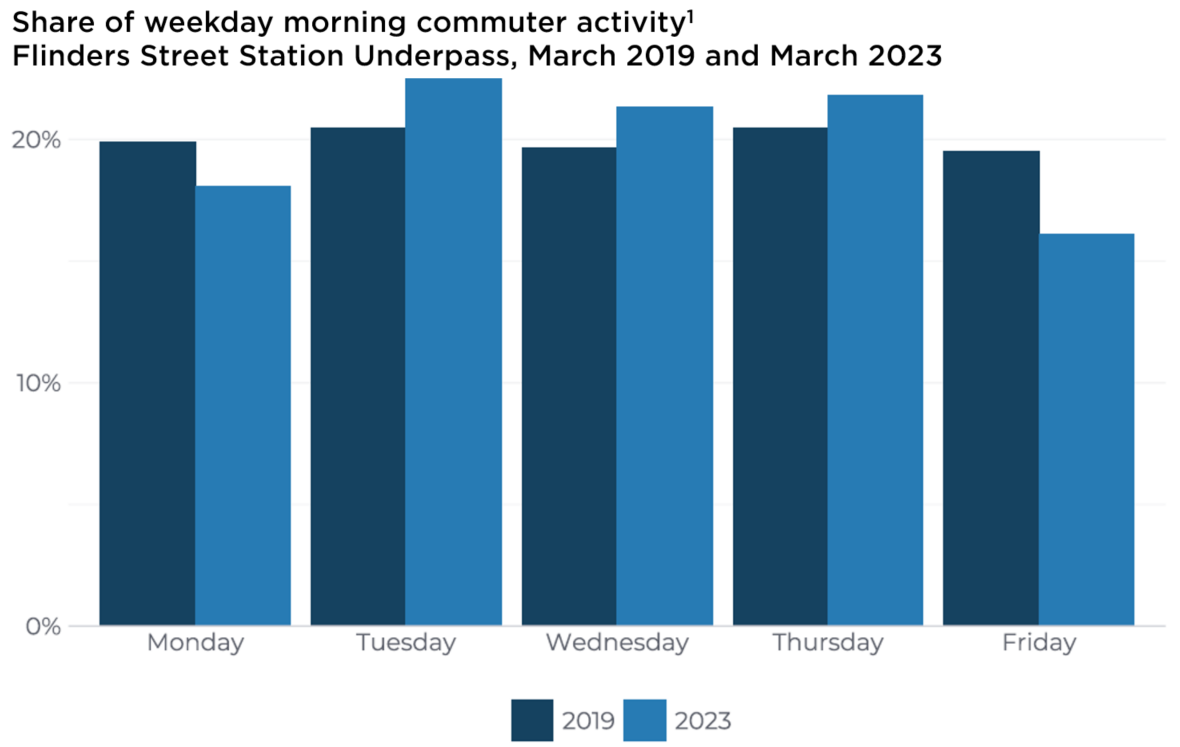 Share of weekday morning commuter activity¹
Flinders Street Station Underpass, March 2019 and March 2023
20%
10%
0%
Monday Tuesday Wednesday Thursday Friday
2019 2023